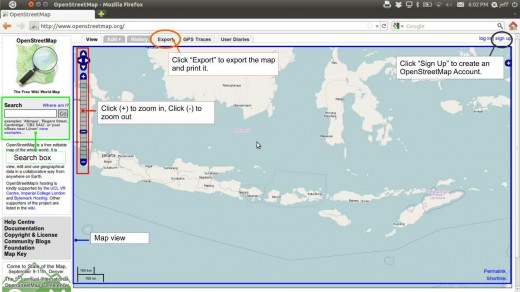 OpenStreetMap - Mozilla Firefox
6:02 PM jeff
OpenStreetMap
http://www.openstreetmap.org/
Google
OpenStreetMap
The Free Wiki World Map
View Edit History Export GPS Traces User Diaries
log in sign up
Click "Export" to export the map
and print it.
Click "Sign Up" to create an
OpenStreetMap Account.
Search
Where am I?
Go
examples: 'Alkmaar', 'Regent Street,
Cambridge', 'CB2 5AQ', or 'post
offices near Lünen' more
examples...
Click (+) to zoom in, Click (-) to
zoom out
OpenStreetMap is a free editable
map of the whole world. It is
Search box
view, edit and use geographical
data in a collaborative way from
anywhere on Earth.
OpenStreetMap's hosting is
kindly supported by the UCL VR
Centre, Imperial College London
and Bytemark Hosting. Other
supporters of the project are
listed in the wiki.
Jakarta
Help Centre
Documentation
Copyright & License
Community Blogs
Foundation
Map Key
Map view
Come to State of the Map,
September 9-11th, Denver
OpenStreetMap Conference
100 km
100 mi
Permalink
Shortlink